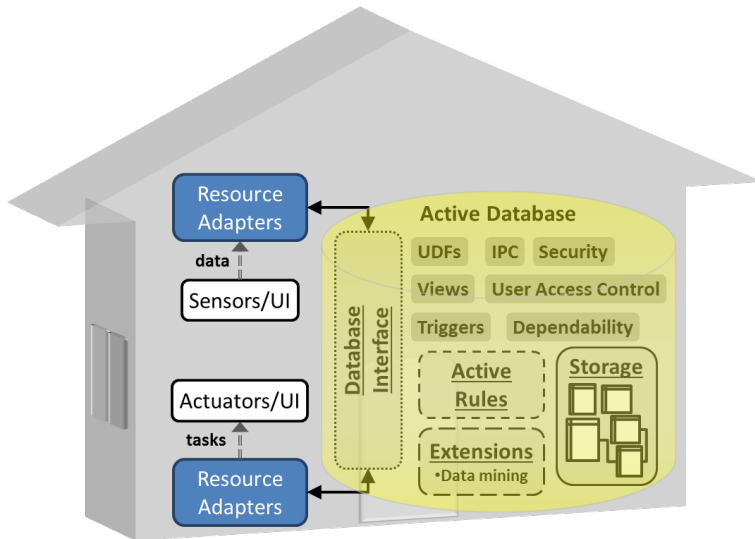 Resource
Adapters
data
Sensors/UI
Actuators/UI
tasks
Resource
Adapters
Active Database
Database
Interface
UDFs
IPC
Security
Views
User Access Control
Triggers
Dependability
Active
Rules
Extensions
•Data mining
Storage